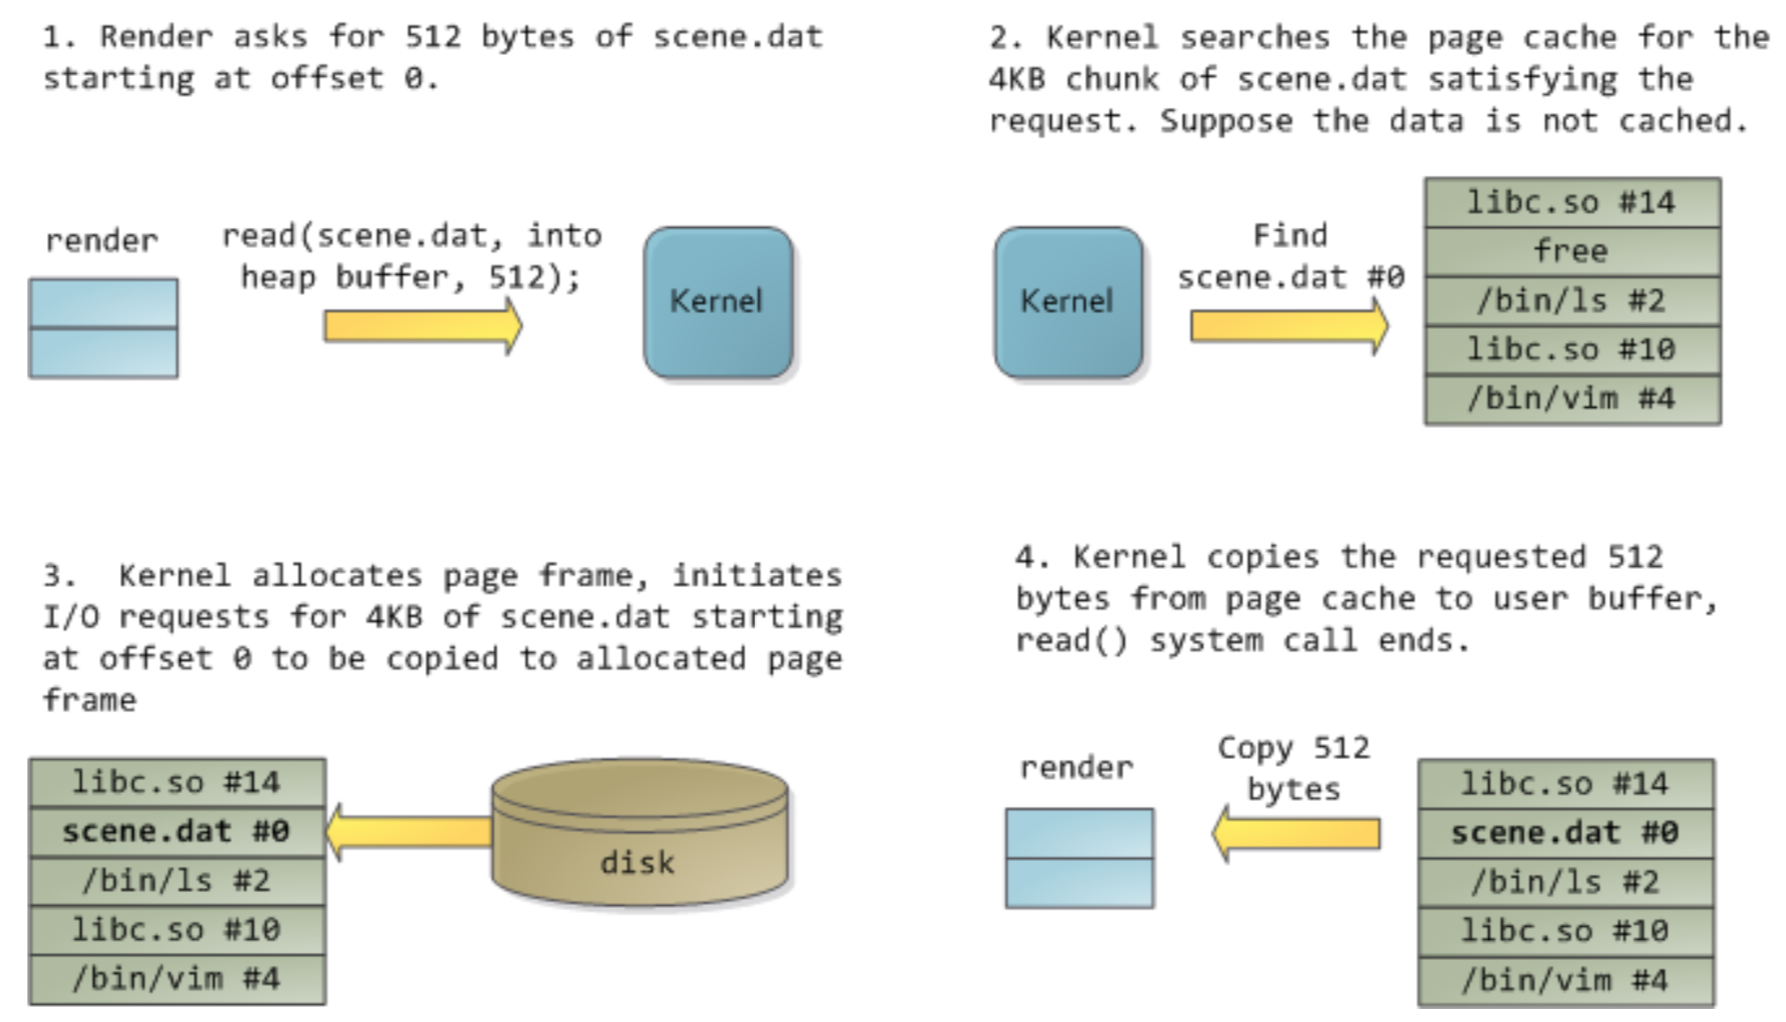 1. Render asks for 512 bytes of scene.dat
starting at offset 0.
render
read(scene.dat, into
heap buffer, 512);
Kernel
2. Kernel searches the page cache for the
4KB chunk of scene.dat satisfying the
request. Suppose the data is not cached.
Kernel
Find
scene.dat #0
libc.so #14
free
/bin/ls #2
libc.so #10
/bin/vim #4
3. Kernel allocates page frame, initiates
I/O requests for 4KB of scene.dat starting
at offset 0 to be copied to allocated page
frame
libc.so #14
scene.dat #0
/bin/ls #2
libc.so #10
/bin/vim #4
disk
4. Kernel copies the requested 512
bytes from page cache to user buffer,
read() system call ends.
render
Copy 512
bytes
libc.so #14
scene.dat #0
/bin/ls #2
libc.so #10
/bin/vim #4